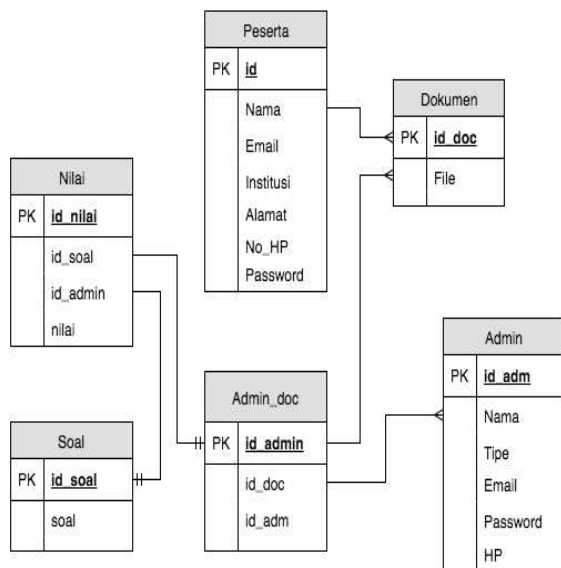 Peserta
PK id
Nama
Email
Institusi
Alamat
No_HP
Password
Dokumen
PK id_doc
File
Nilai
PK id_nilai
id_soal
id_admin
nilai
Soal
PK id_soal
soal
Admin_doc
PK id_admin
id_doc
id_adm
Admin
PK id_adm
Nama
Tipe
Email
Password
HP